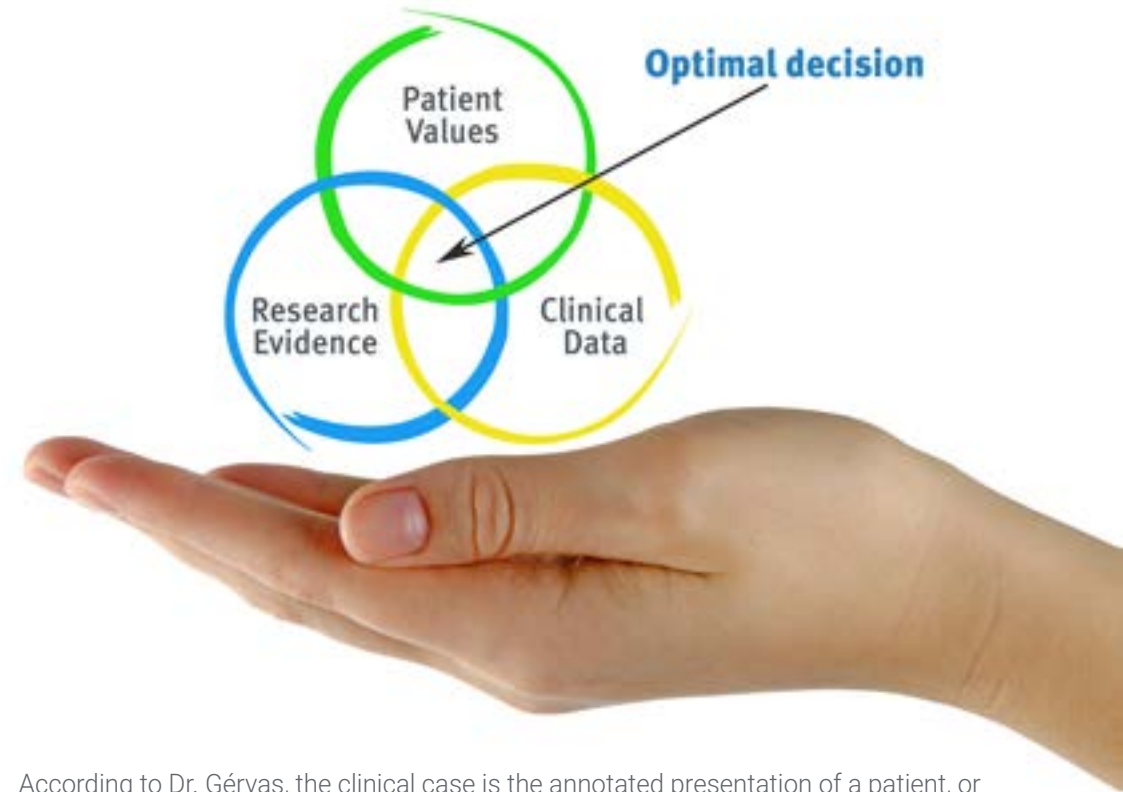 Optimal decision
Patient
Values
Research
Evidence
Clinical
Data
According to Dr. Gérvas, the clinical case is the annotated presentation of a patient, or